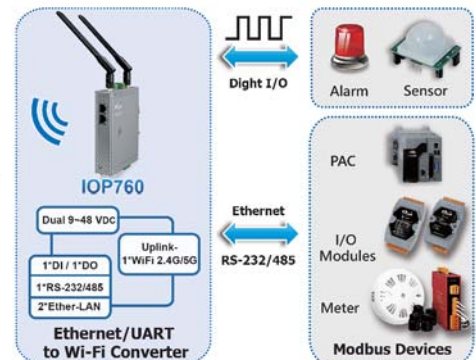 IOP760
Dual 9~48 VDC
Uplink-
1*WiFi 2.4G/5G
1*DI / 1*DO
1*RS-232/485
2*Ether-LAN
Ethernet/UART
to Wi-Fi Converter
Dight I/O
Ethernet
RS-232/485
Alarm
Sensor
PAC
I/O
Modules
Meter
Modbus Devices